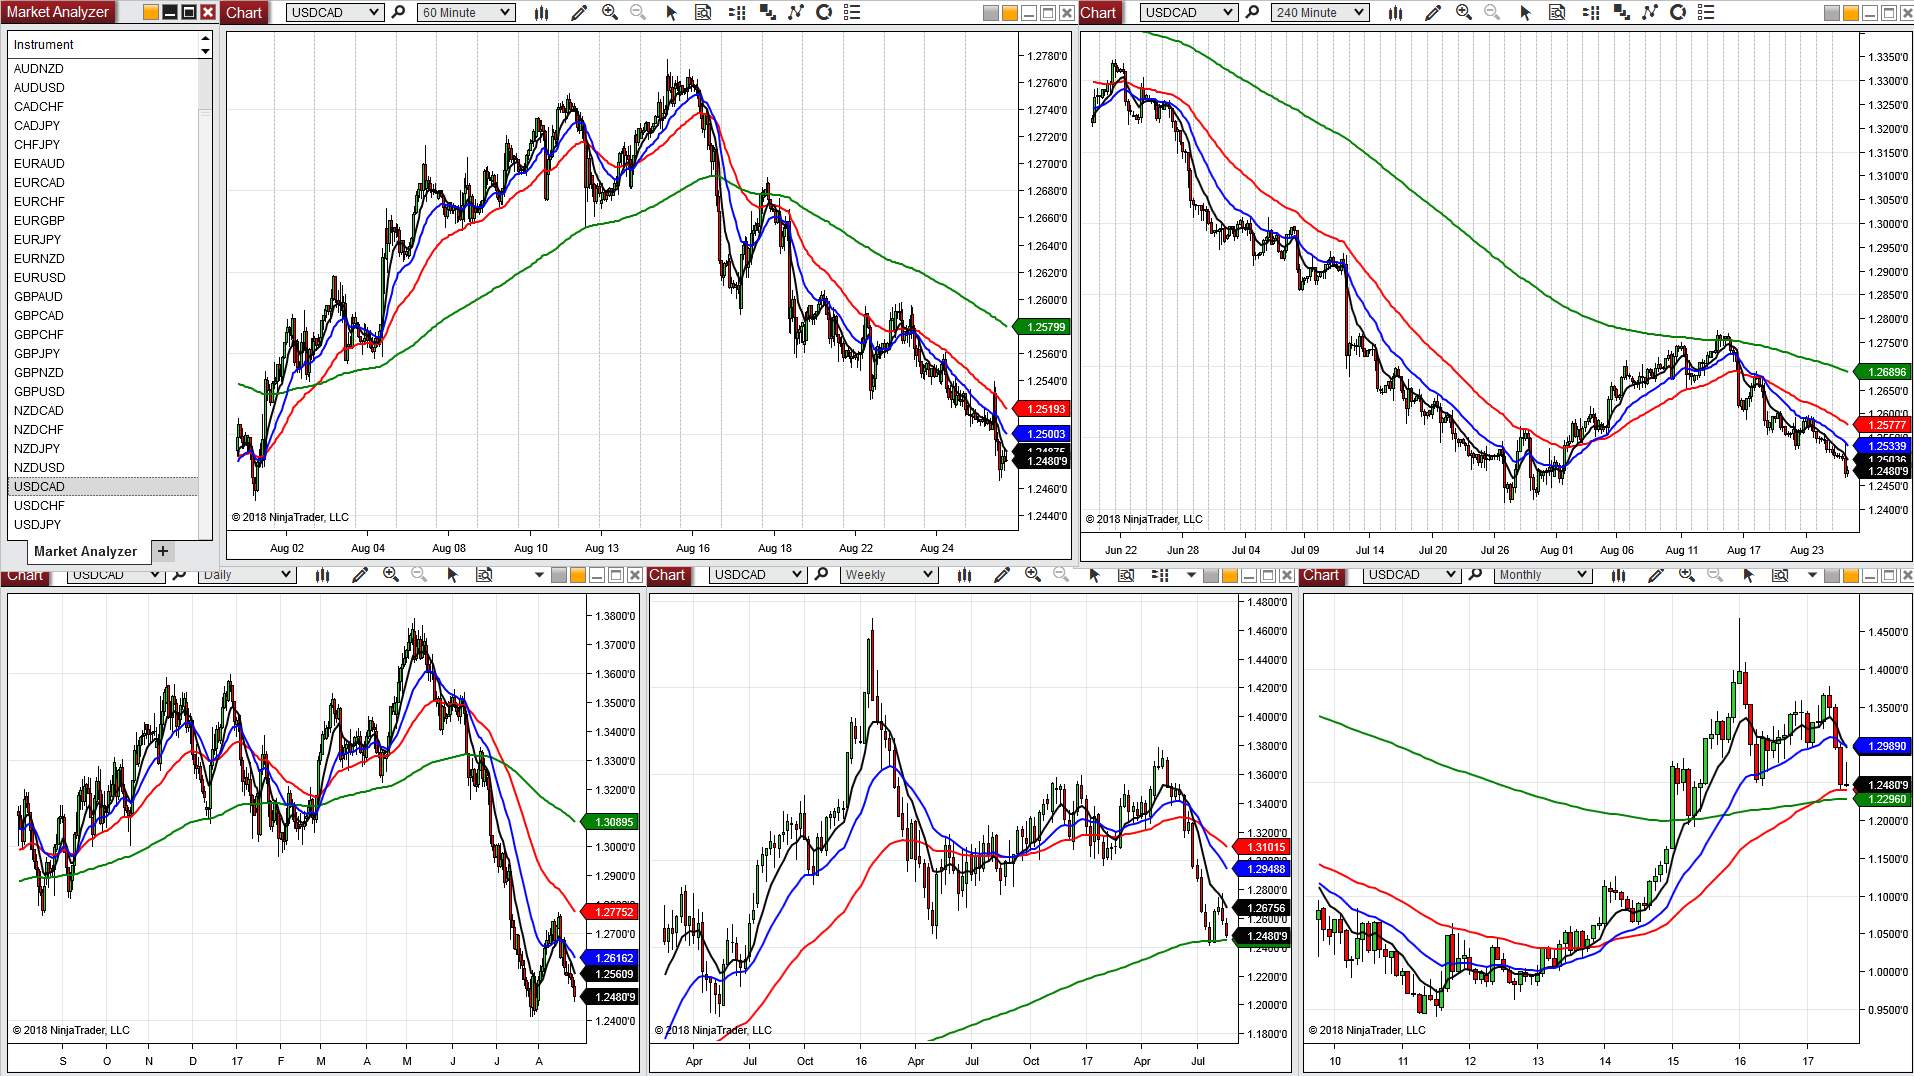 Market Analyzer
Instrument
AUDNZD
AUDUSD
CADCHF
CADJPY
CHFJPY
EURAUD
EURCAD
EURCHF
EURGBP
EURJPY
EURNZD
EURUSD
GBPAUD
GBPCAD
GBPCHF
GBPJPY
GBPNZD
GBPUSD
NZDCAD
NZDCHF
NZDJPY
NZDUSD
USDCAD
USDCHF
USDJPY
Market Analyzer +
Chart USDCAD 60 Minute
1.2780'0
1.2760'0
1.2740'0
1.2720'0
1.2700'0
1.2680'0
1.2660'0
1.2640'0
1.2620'0
1.2600'0
1.25799
1.2560'0
1.2540'0
1.25193
1.25003
1.2480'9
1.2460'0
1.2440'0
© 2018 NinjaTrader, LLC
Aug 02 Aug 04 Aug 08 Aug 10 Aug 13 Aug 16 Aug 18 Aug 22 Aug 24
Chart USDCAD 240 Minute
1.3350'0
1.3300'0
1.3250'0
1.3200'0
1.3150'0
1.3100'0
1.3050'0
1.3000'0
1.2950'0
1.2900'0
1.2850'0
1.2800'0
1.2750'0
1.26896
1.2650'0
1.2600'0
1.25777
1.25339
1.25036
1.2480'9
1.2450'0
1.2400'0
© 2018 NinjaTrader, LLC
Jun 22 Jun 28 Jul 04 Jul 09 Jul 14 Jul 20 Jul 26 Aug 01 Aug 06 Aug 11 Aug 17 Aug 23
Chart USDCAD Daily
1.3800'0
1.3700'0
1.3600'0
1.3500'0
1.3400'0
1.3300'0
1.3200'0
1.30895
1.3000'0
1.2900'0
1.27752
1.2700'0
1.26162
1.25609
1.2480'9
1.2400'0
© 2018 NinjaTrader, LLC
S O N D 17 F M A M J J A
Chart USDCAD Weekly
1.4800'0
1.4600'0
1.4400'0
1.4200'0
1.4000'0
1.3800'0
1.3600'0
1.3400'0
1.3200'0
1.31015
1.29488
1.2800'0
1.26756
1.2600'0
1.2480'9
1.2400'0
1.2200'0
1.2000'0
1.1800'0
© 2018 NinjaTrader, LLC
Apr Jul Oct 16 Apr Jul Oct 17 Apr Jul
Chart USDCAD Monthly
1.4500'0
1.4000'0
1.3500'0
1.29890
1.2480'9
1.22960
1.2000'0
1.1500'0
1.1000'0
1.0500'0
1.0000'0
0.9500'0
© 2018 NinjaTrader, LLC
10 11 12 13 14 15 16 17